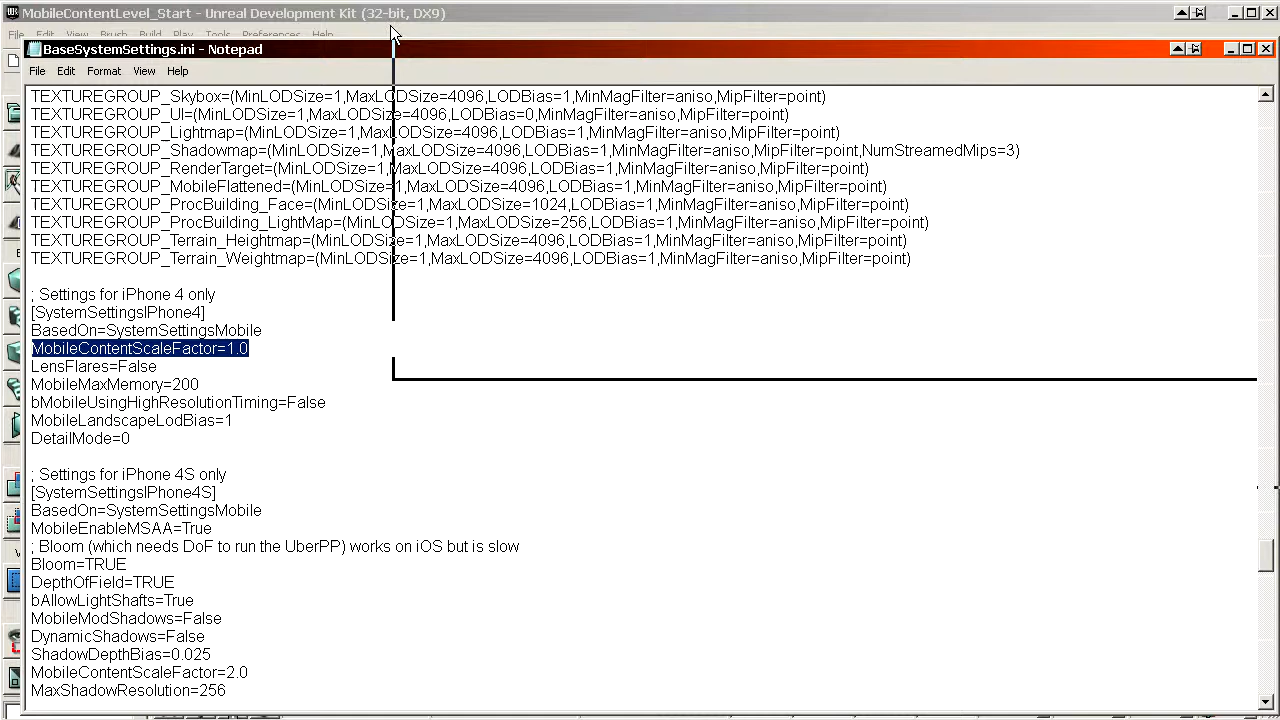 MobileContentLevel_Start - Unreal Development Kit (32-bit, DX9)
File Edit View Brush Build Play Tools Preferences Help
BaseSystemSettings.ini - Notepad
File Edit Format View Help
TEXTUREGROUP_Skybox=(MinLODSize=1,MaxLODSize=4096,LODBias=1,MinMagFilter=aniso,MipFilter=point)
TEXTUREGROUP_UI=(MinLODSize=1,MaxLODSize=4096,LODBias=0,MinMagFilter=aniso,MipFilter=point)
TEXTUREGROUP_Lightmap=(MinLODSize=1,MaxLODSize=4096,LODBias=1,MinMagFilter=aniso,MipFilter=point)
TEXTUREGROUP_Shadowmap=(MinLODSize=1,MaxLODSize=4096,LODBias=1,MinMagFilter=aniso,MipFilter=point,NumStreamedMips=3)
TEXTUREGROUP_RenderTarget=(MinLODSize=1,MaxLODSize=4096,LODBias=1,MinMagFilter=aniso,MipFilter=point)
TEXTUREGROUP_MobileFlattened=(MinLODSize=1,MaxLODSize=4096,LODBias=1,MinMagFilter=aniso,MipFilter=point)
TEXTUREGROUP_ProcBuilding_Face=(MinLODSize=1,MaxLODSize=1024,LODBias=1,MinMagFilter=aniso,MipFilter=point)
TEXTUREGROUP_ProcBuilding_LightMap=(MinLODSize=1,MaxLODSize=256,LODBias=1,MinMagFilter=aniso,MipFilter=point)
TEXTUREGROUP_Terrain_Heightmap=(MinLODSize=1,MaxLODSize=4096,LODBias=1,MinMagFilter=aniso,MipFilter=point)
TEXTUREGROUP_Terrain_Weightmap=(MinLODSize=1,MaxLODSize=4096,LODBias=1,MinMagFilter=aniso,MipFilter=point)
; Settings for iPhone 4 only
[SystemSettingsIPhone4]
BasedOn=SystemSettingsMobile
MobileContentScaleFactor=1.0
LensFlares=False
MobileMaxMemory=200
bMobileUsingHighResolutionTiming=False
MobileLandscapeLodBias=1
DetailMode=0
; Settings for iPhone 4S only
[SystemSettingsIPhone4S]
BasedOn=SystemSettingsMobile
MobileEnableMSAA=True
; Bloom (which needs DoF to run the UberPP) works on iOS but is slow
Bloom=TRUE
DepthOfField=TRUE
bAllowLightShafts=True
MobileModShadows=False
DynamicShadows=False
ShadowDepthBias=0.025
MobileContentScaleFactor=2.0
MaxShadowResolution=256